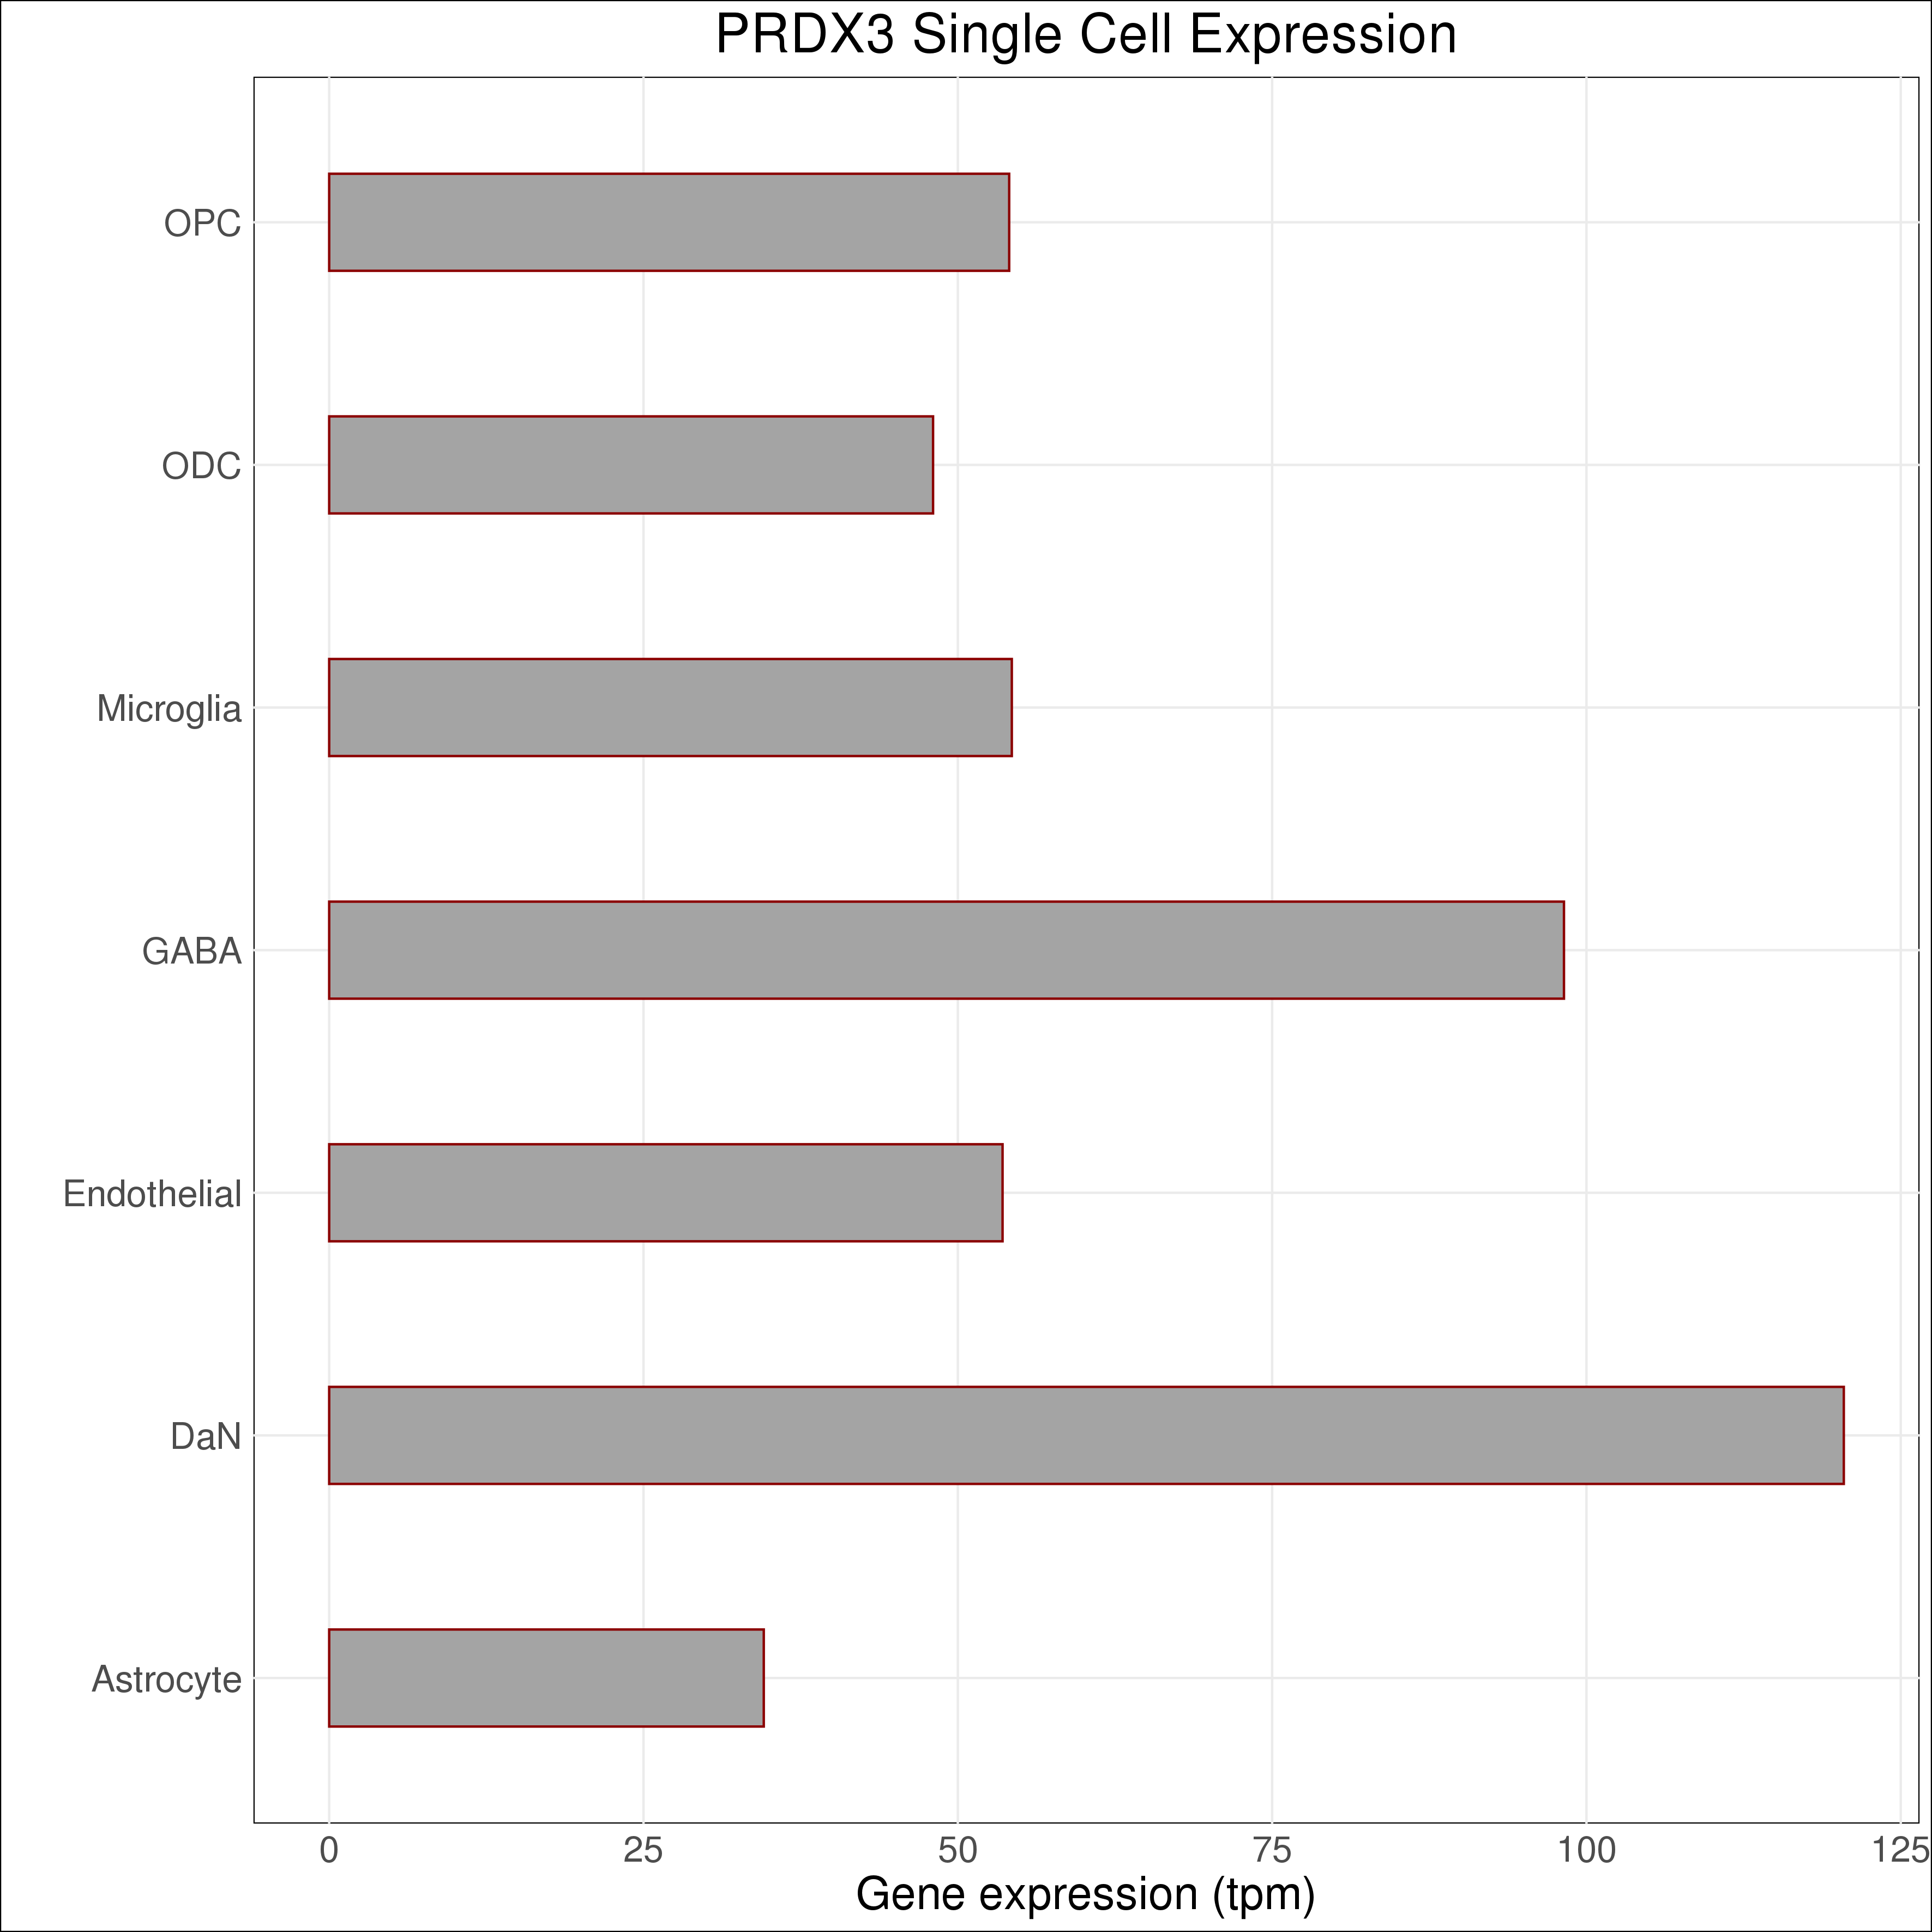 PRDX3 Single Cell Expression
OPC
ODC
Microglia
GABA
Endothelial
DaN
Astrocyte
0 25 50 75 100 125
Gene expression (tpm)